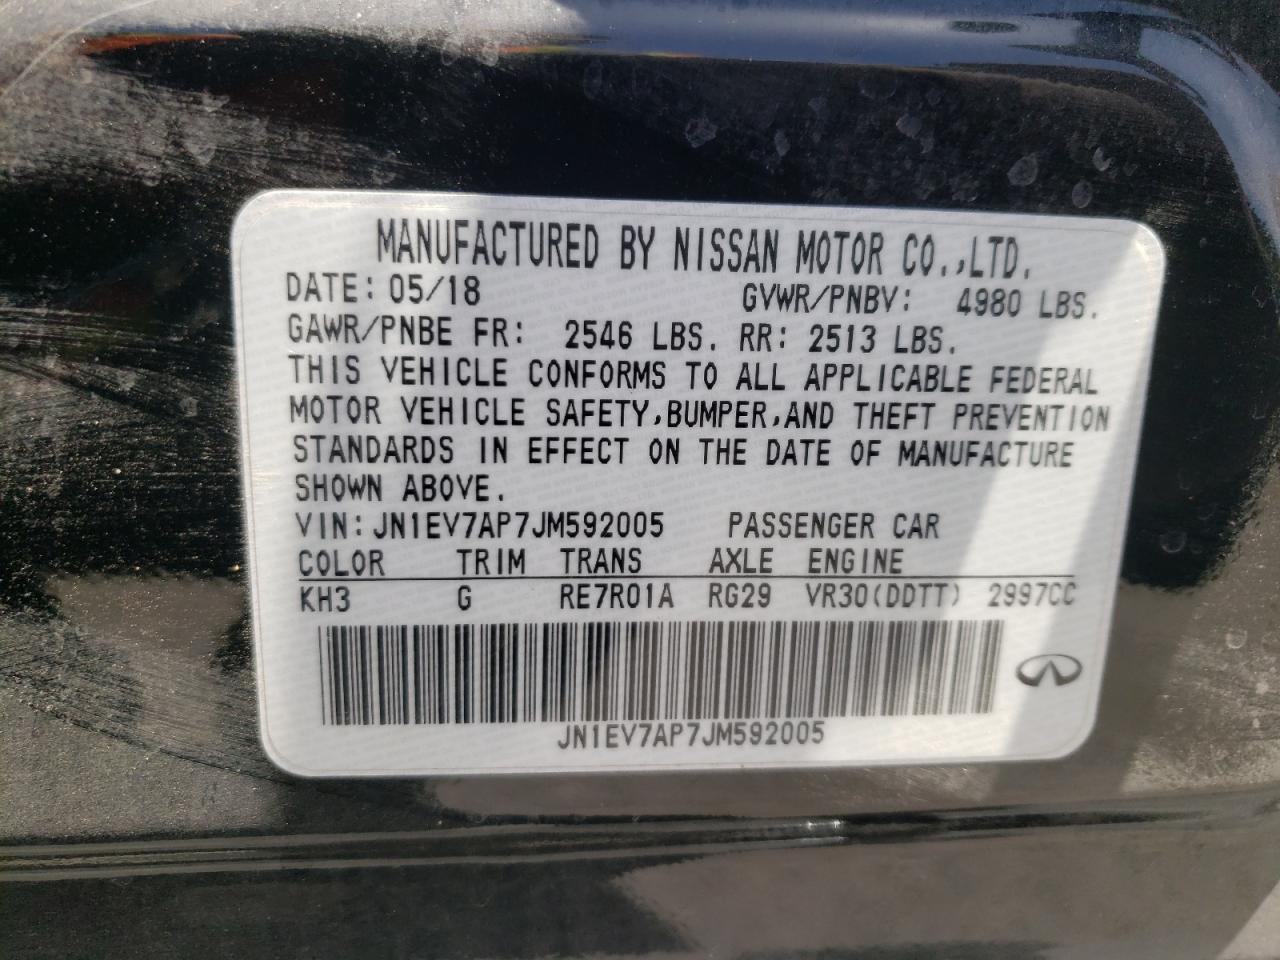 MANUFACTURED BY NISSAN MOTOR CO.,LTD.
DATE: 05/18 GVWR/PNBV: 4980 LBS.
GAWR/PNBE FR: 2546 LBS. RR: 2513 LBS.
THIS VEHICLE CONFORMS TO ALL APPLICABLE FEDERAL
MOTOR VEHICLE SAFETY,BUMPER,AND THEFT PREVENTION
STANDARDS IN EFFECT ON THE DATE OF MANUFACTURE
SHOWN ABOVE.
VIN:JN1EV7AP7JM592005 PASSENGER CAR
COLOR TRIM TRANS AXLE ENGINE
KH3 G RE7R01A RG29 VR30(DDTT) 2997CC
JN1EV7AP7JM592005